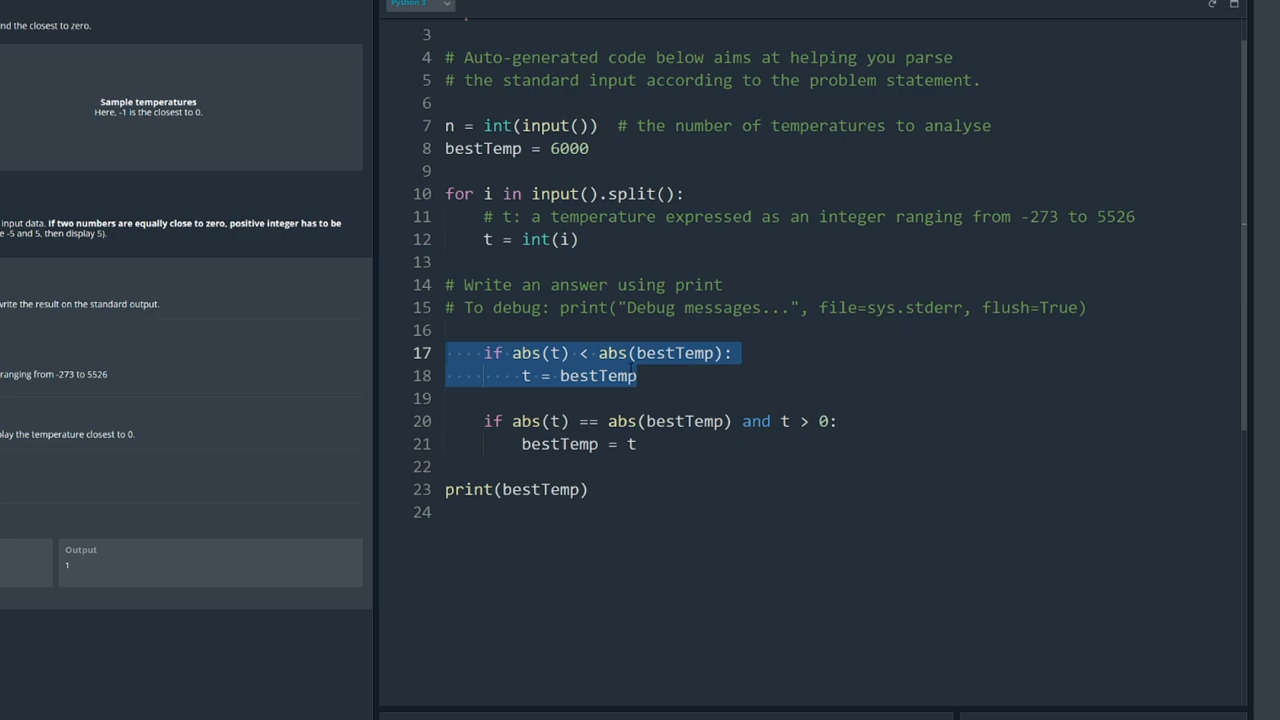 Python 3
nd the closest to zero.
Sample temperatures
Here, -1 is the closest to 0.
input data. If two numbers are equally close to zero, positive integer has to be
e -5 and 5, then display 5).
write the result on the standard output.
ranging from -273 to 5526
lay the temperature closest to 0.
Output
1
3
4 # Auto-generated code below aims at helping you parse
5 # the standard input according to the problem statement.
6
7 n = int(input())  # the number of temperatures to analyse
8 bestTemp = 6000
9
10 for i in input().split():
11     # t: a temperature expressed as an integer ranging from -273 to 5526
12     t = int(i)
13
14 # Write an answer using print
15 # To debug: print("Debug messages...", file=sys.stderr, flush=True)
16
17     if abs(t) < abs(bestTemp):
18         t = bestTemp
19
20     if abs(t) == abs(bestTemp) and t > 0:
21         bestTemp = t
22
23 print(bestTemp)
24